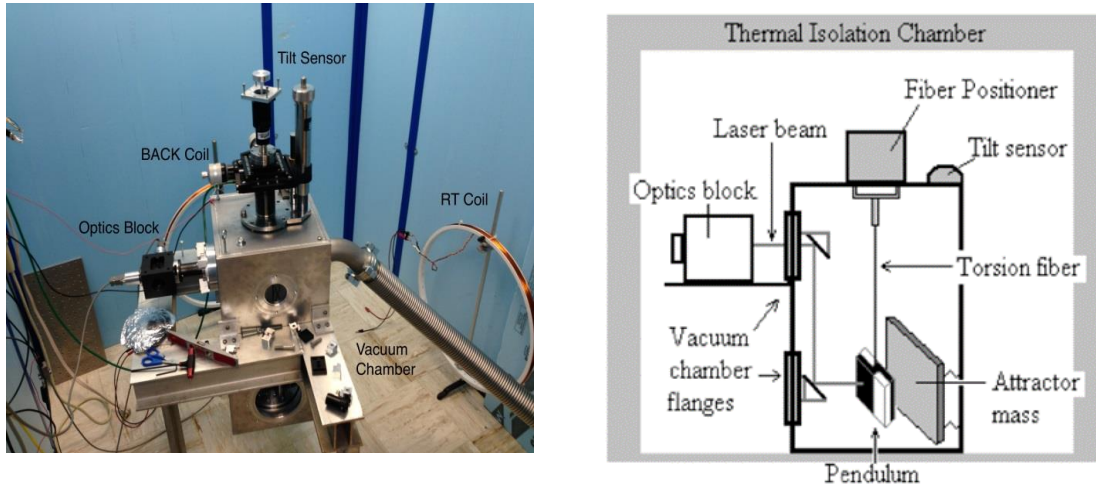 Tilt Sensor
BACK Coil
RT Coil
Optics Block
Vacuum
Chamber
Thermal Isolation Chamber
Fiber Positioner
Laser beam
Tilt sensor
Optics block
Torsion fiber
Vacuum
chamber
flanges
Attractor
mass
Pendulum